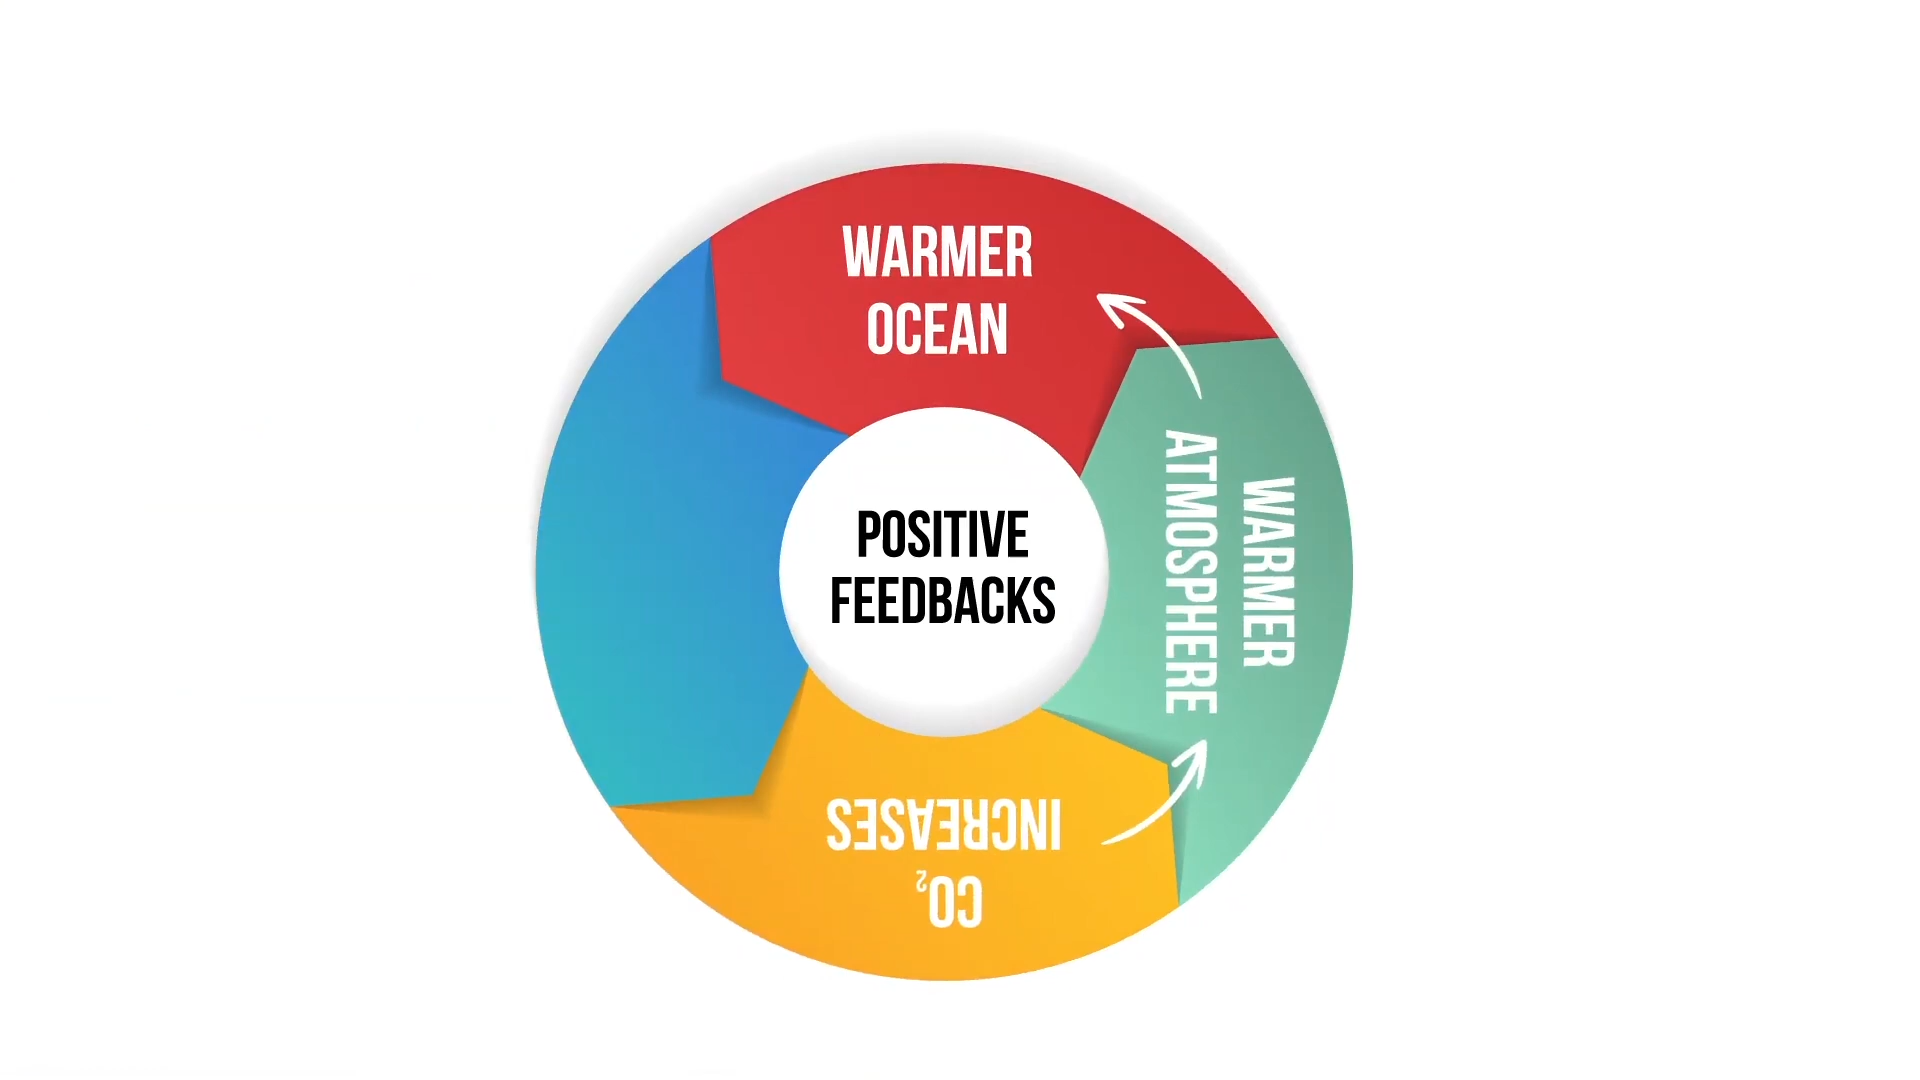 WARMER
OCEAN
POSITIVE
FEEDBACKS
WARMER
ATMOSPHERE
CO₂
INCREASES